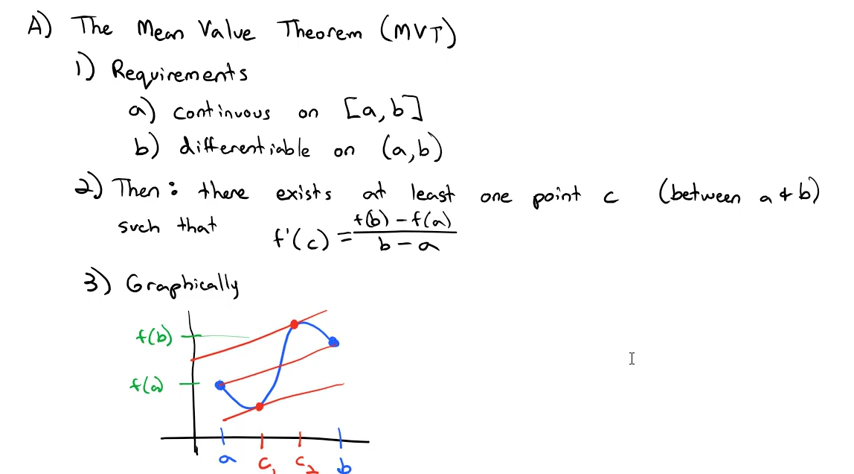 A) The Mean Value Theorem (MVT)
1) Requirements
a) continuous on [a,b]
b) differentiable on (a,b)
2) Then: there exists at least one point c (between a & b)
such that f'(c) = f(b) - f(a) / b - a
3) Graphically
f(b)
f(a)
a c₁ c₂ b